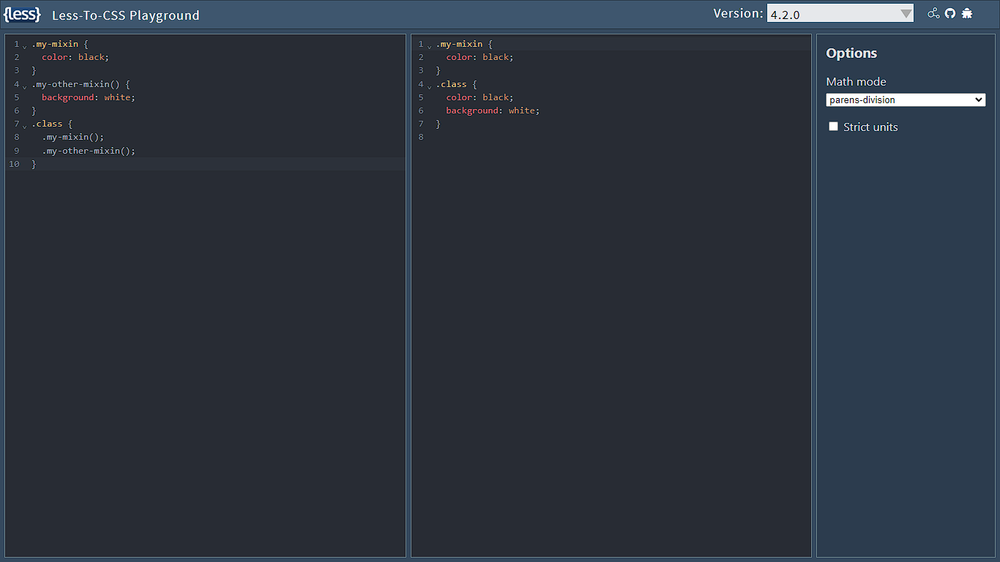 {less} Less-To-CSS Playground Version: 4.2.0
1 .my-mixin {
2   color: black;
3 }
4 .my-other-mixin() {
5   background: white;
6 }
7 .class {
8   .my-mixin();
9   .my-other-mixin();
10 }
1 .my-mixin {
2   color: black;
3 }
4 .class {
5   color: black;
6   background: white;
7 }
8
Options
Math mode
parens-division
Strict units